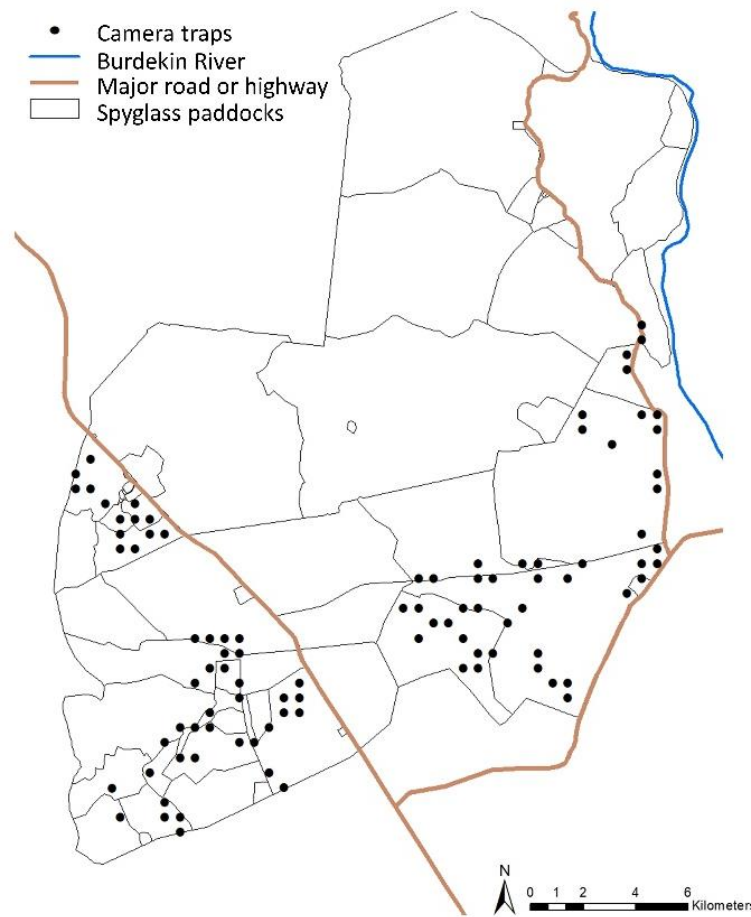 Camera traps
Burdekin River
Major road or highway
Spyglass paddocks
N
0 1 2 4 6
Kilometers